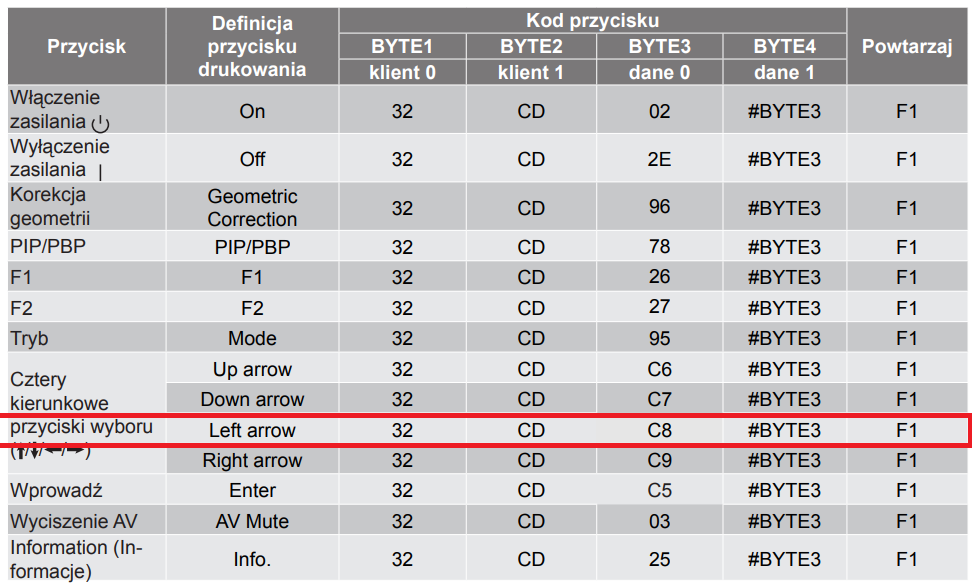 Przycisk Definicja przycisku drukowania Kod przycisku Powtarzaj
BYTE1 BYTE2 BYTE3 BYTE4
klient 0 klient 1 dane 0 dane 1
Włączenie zasilania On 32 CD 02 #BYTE3 F1
Wyłączenie zasilania Off 32 CD 2E #BYTE3 F1
Korekcja geometrii Geometric Correction 32 CD 96 #BYTE3 F1
PIP/PBP PIP/PBP 32 CD 78 #BYTE3 F1
F1 F1 32 CD 26 #BYTE3 F1
F2 F2 32 CD 27 #BYTE3 F1
Tryb Mode 32 CD 95 #BYTE3 F1
Cztery kierunkowe przyciski wyboru (↑/↓/←/→) Up arrow 32 CD C6 #BYTE3 F1
Down arrow 32 CD C7 #BYTE3 F1
Left arrow 32 CD C8 #BYTE3 F1
Right arrow 32 CD C9 #BYTE3 F1
Wprowadź Enter 32 CD C5 #BYTE3 F1
Wyciszenie AV AV Mute 32 CD 03 #BYTE3 F1
Information (In-formacje) Info. 32 CD 25 #BYTE3 F1